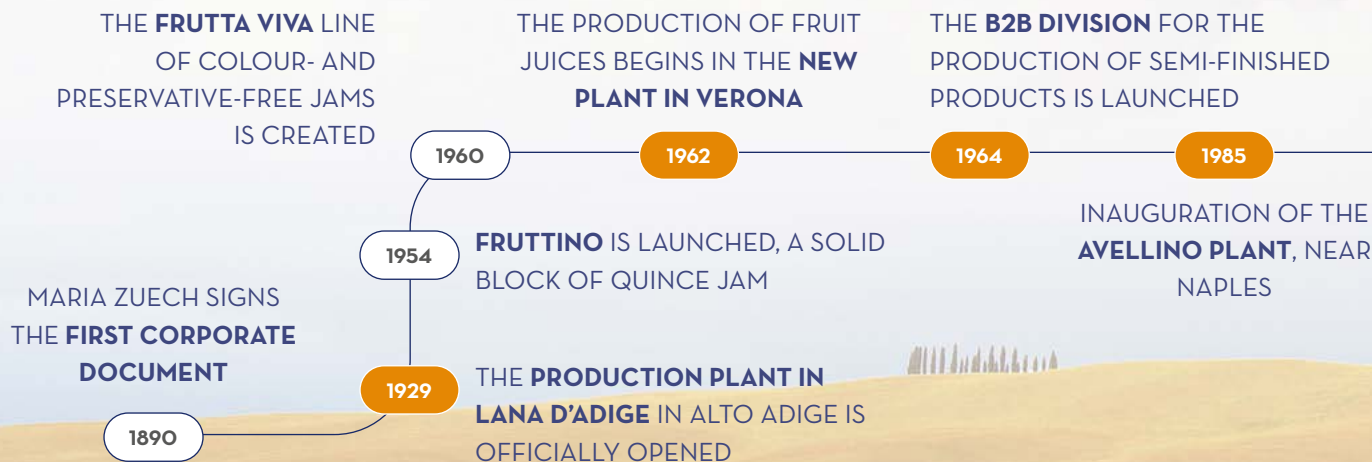 THE FRUTTA VIVA LINE
OF COLOUR- AND
PRESERVATIVE-FREE JAMS
IS CREATED
THE PRODUCTION OF FRUIT
JUICES BEGINS IN THE NEW
PLANT IN VERONA
THE B2B DIVISION FOR THE
PRODUCTION OF SEMI-FINISHED
PRODUCTS IS LAUNCHED
1960
1962
1964
1985
1954
FRUTTINO IS LAUNCHED, A SOLID
BLOCK OF QUINCE JAM
INAUGURATION OF THE
AVELLINO PLANT, NEAR
NAPLES
MARIA ZUECH SIGNS
THE FIRST CORPORATE
DOCUMENT
1890
1929
THE PRODUCTION PLANT IN
LANA D'ADIGE IN ALTO ADIGE IS
OFFICIALLY OPENED